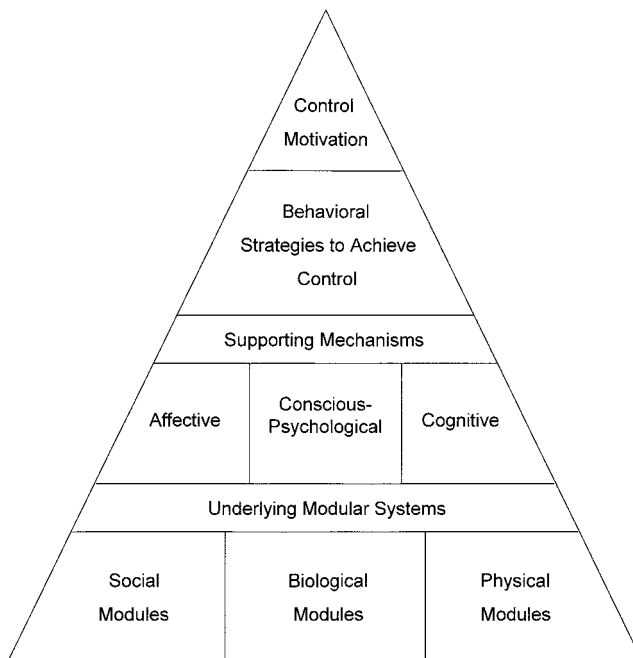 Control
Motivation
Behavioral
Strategies to Achieve
Control
Supporting Mechanisms
Affective
Conscious-
Psychological
Cognitive
Underlying Modular Systems
Social
Modules
Biological
Modules
Physical
Modules